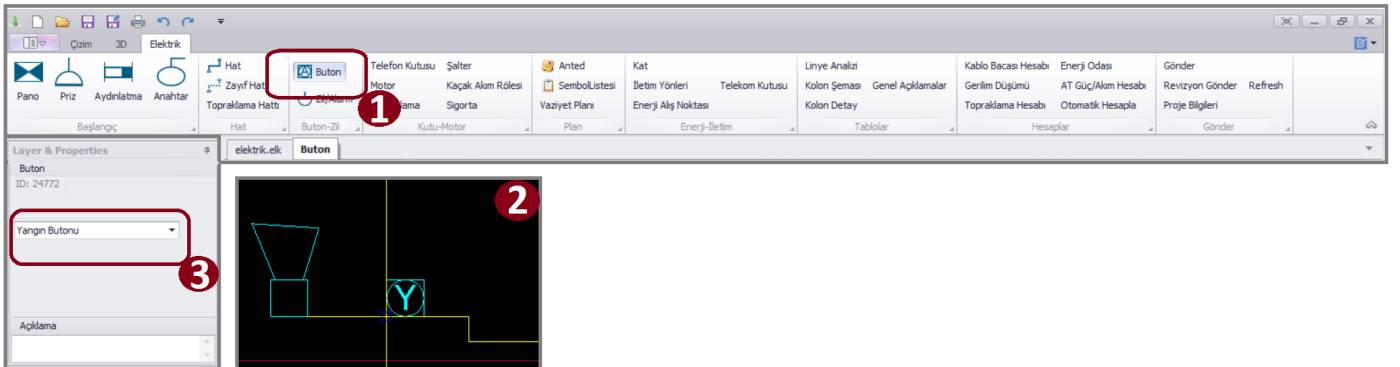 Çizim 3D Elektrik
Hat Buton Telefon Kutusu Şalter Anted Kat Linye Analizi Kablo Bacası Hesabı Enerji Odası Gönder
Zayıf Hat Motor Kaçak Akım Rölesi SembolListesi İletim Yönleri Telekom Kutusu Kolon Şeması Genel Açıklamalar Gerilim Düşümü AT Güç/Akım Hesabı Revizyon Gönder Refresh
Pano Priz Aydınlatma Anahtar Topraklama Hattı Zil/Alarm Sigorta Vaziyet Planı Enerji Alış Noktası Kolon Detay Topraklama Hesabı Otomatik Hesapla Proje Bilgileri
1
Başlangıç Hat Buton-Zil Kutu-Motor Plan Enerji-İletim Tablolar Hesaplar Gönder
Layer & Properties elektrik.elk Buton
Buton
ID: 24772
2
Yangın Butonu
3
Y
Açıklama